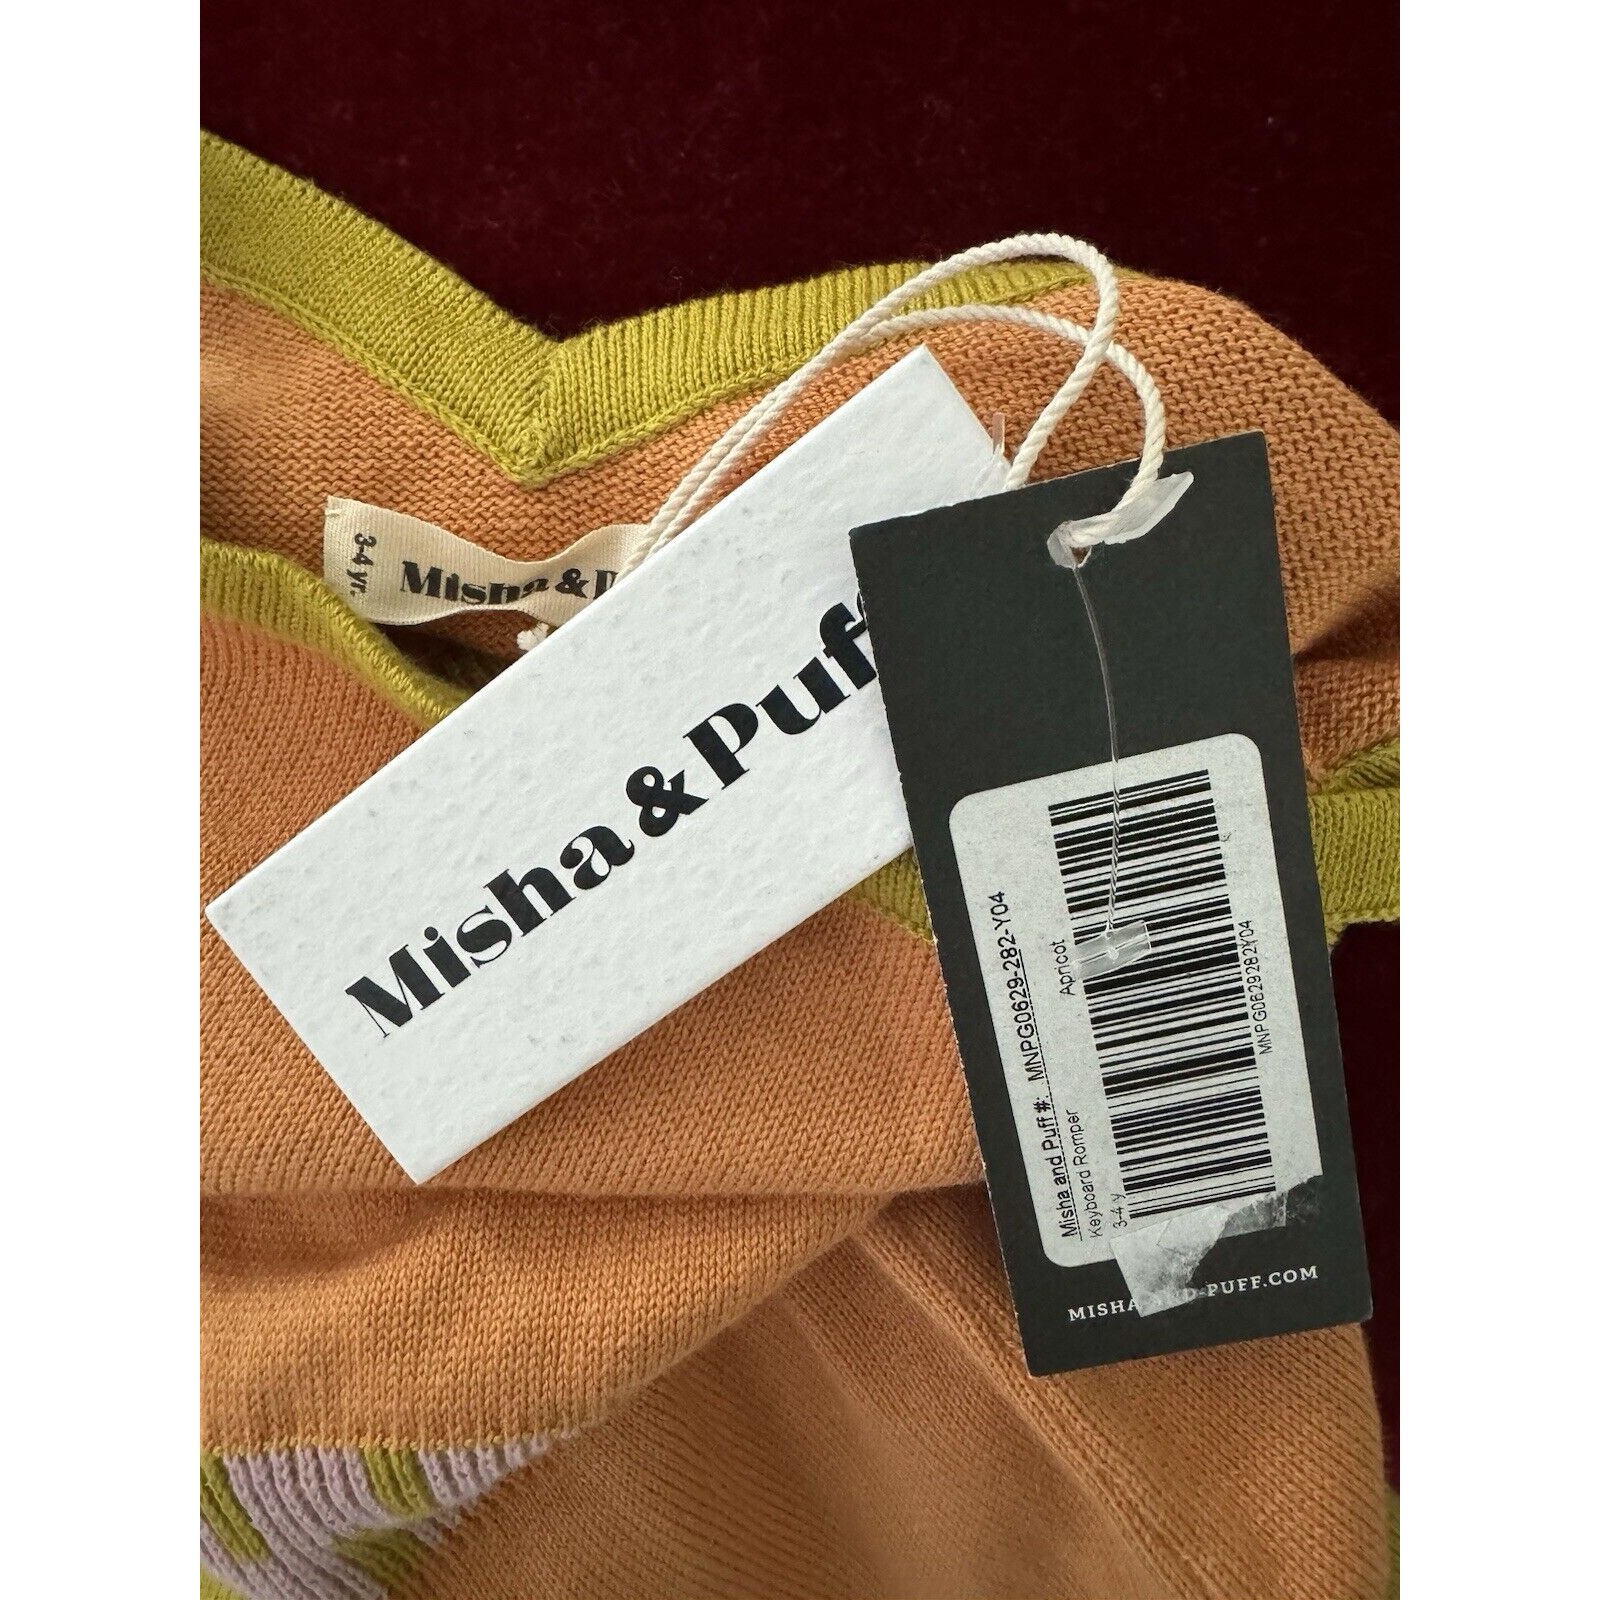 3-4 yr.
Misha &
Misha & Puff
Misha and Puff #: MNPG0629-282-Y04
Keyboard Romper Apricot
3-4 y
MNPG0629282Y04
MISHA-AND-PUFF.COM